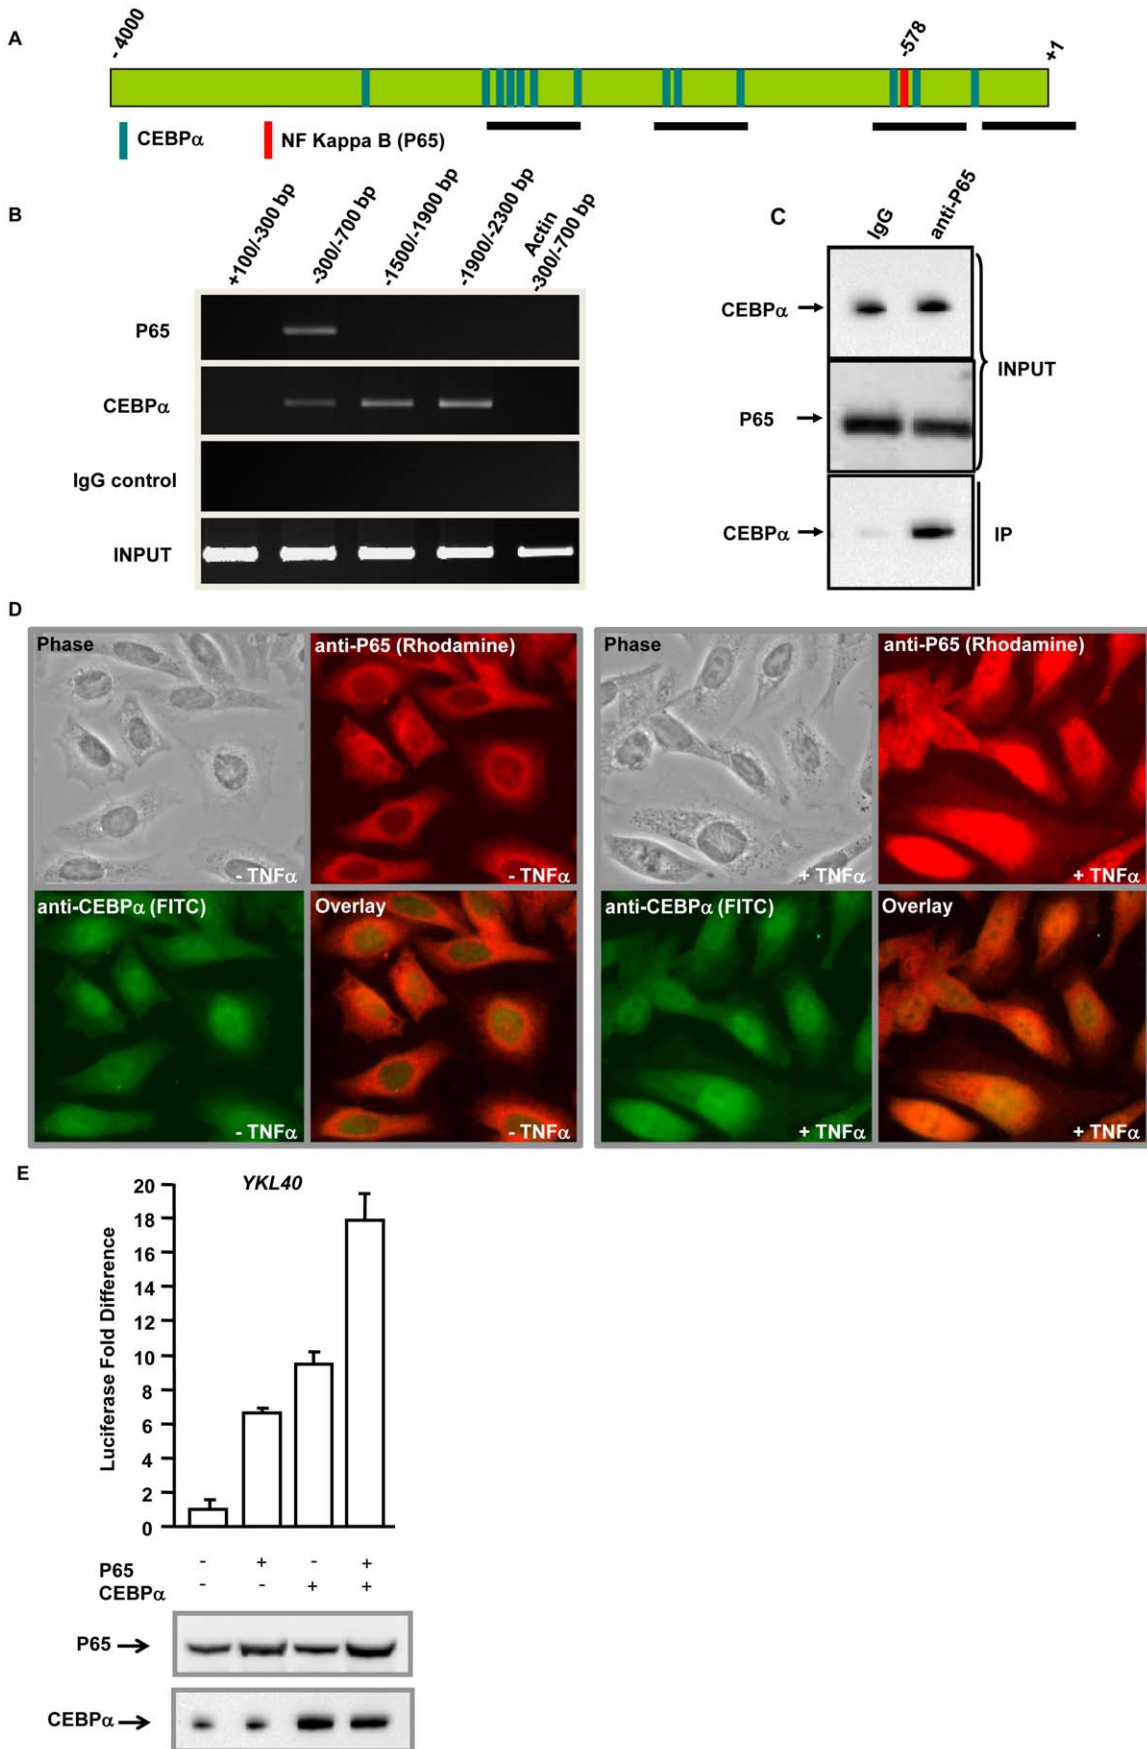 A
- 4000
-578
+1
CEBPα
NF Kappa B (P65)
B
+100/-300 bp
-300/-700 bp
-1500/-1900 bp
-1900/-2300 bp
Actin
-300/-700 bp
P65
CEBPα
IgG control
INPUT
C
IgG
anti-P65
CEBPα
P65
INPUT
CEBPα
IP
D
Phase
- TNFα
anti-P65 (Rhodamine)
- TNFα
Phase
+ TNFα
anti-P65 (Rhodamine)
+ TNFα
anti-CEBPα (FITC)
- TNFα
Overlay
- TNFα
anti-CEBPα (FITC)
+ TNFα
Overlay
+ TNFα
E
YKL40
Luciferase Fold Difference
20
18
16
14
12
10
8
6
4
2
0
P65 - + - +
CEBPα - - + +
P65
CEBPα